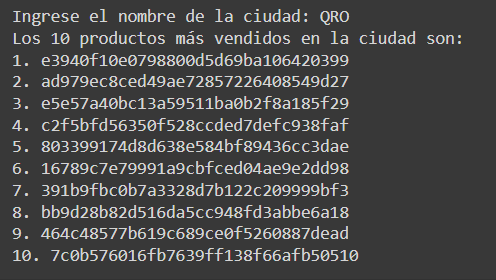 Ingrese el nombre de la ciudad: QRO
Los 10 productos más vendidos en la ciudad son:
1. e3940f10e0798800d5d69ba106420399
2. ad979ec8ced49ae72857226408549d27
3. e5e57a40bc13a59511ba0b2f8a185f29
4. c2f5bfd56350f528ccded7defc938faf
5. 803399174d8d638e584bf89436cc3dae
6. 16789c7e79991a9cbfced04ae9e2dd98
7. 391b9fbc0b7a3328d7b122c209999bf3
8. bb9d28b82d516da5cc948fd3abbe6a18
9. 464c48577b619c689ce0f5260887dead
10. 7c0b576016fb7639ff138f66afb50510